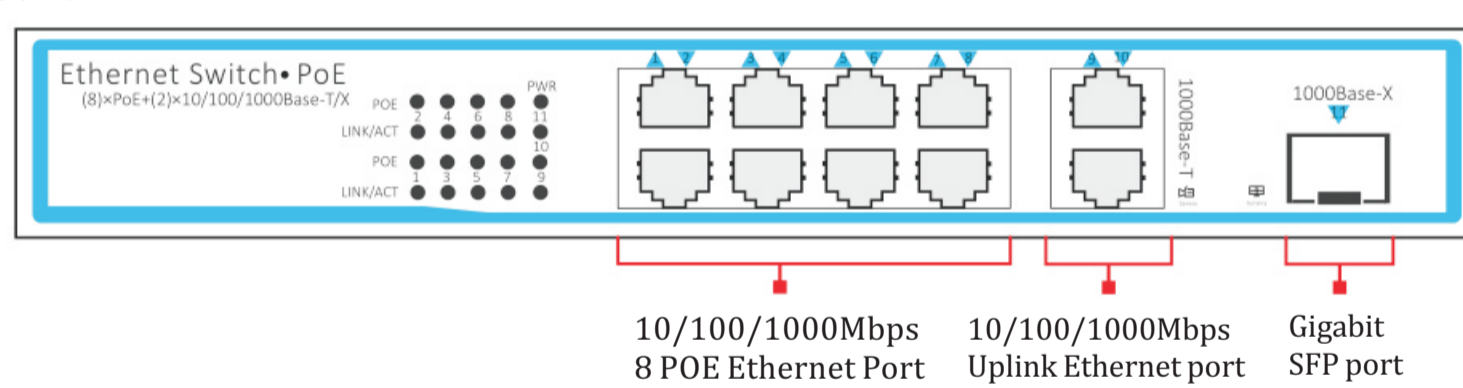 Ethernet Switch• PoE
(8)×PoE+(2)×10/100/1000Base-T/X
PWR
POE
2 4 6 8 11
LINK/ACT
10
POE
1 3 5 7 9
LINK/ACT
1 2 3 4 5 6 7 8
9 10
1000Base-T
1000Base-X
11
10/100/1000Mbps
8 POE Ethernet Port
10/100/1000Mbps
Uplink Ethernet port
Gigabit
SFP port